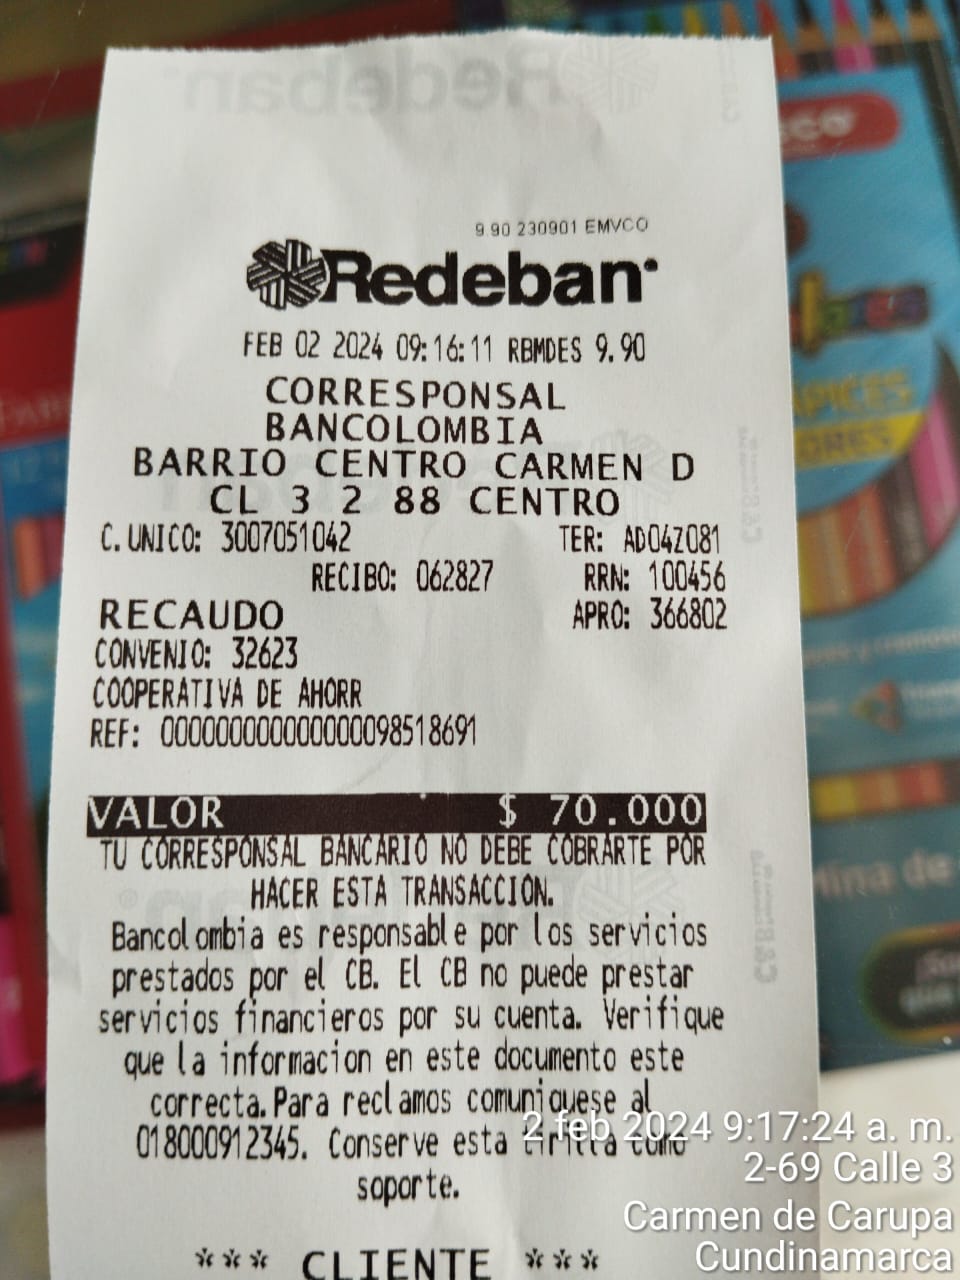 Redeban
9.90 230901 EMVCO
Redeban
FEB 02 2024 09:16:11 RBMDES 9.90
CORRESPONSAL
BANCOLOMBIA
BARRIO CENTRO CARMEN D
CL 3 2 88 CENTRO
C. UNICO: 3007051042 TER: AD04Z081
RECIBO: 062827 RRN: 100456
RECAUDO APRO: 366802
CONVENIO: 32623
COOPERATIVA DE AHORR
REF: 00000000000000098518691
VALOR $ 70.000
TU CORRESPONSAL BANCARIO NO DEBE COBRARTE POR
HACER ESTA TRANSACCION.
Bancolombia es responsable por los servicios
prestados por el CB. El CB no puede prestar
servicios financieros por su cuenta. Verifique
que la informacion en este documento este
correcta. Para reclamos comuniquese al
018000912345. Conserve esta tirilla como
soporte.
*** CLIENTE ***
2 feb 2024 9:17:24 a. m.
2-69 Calle 3
Carmen de Carupa
Cundinamarca